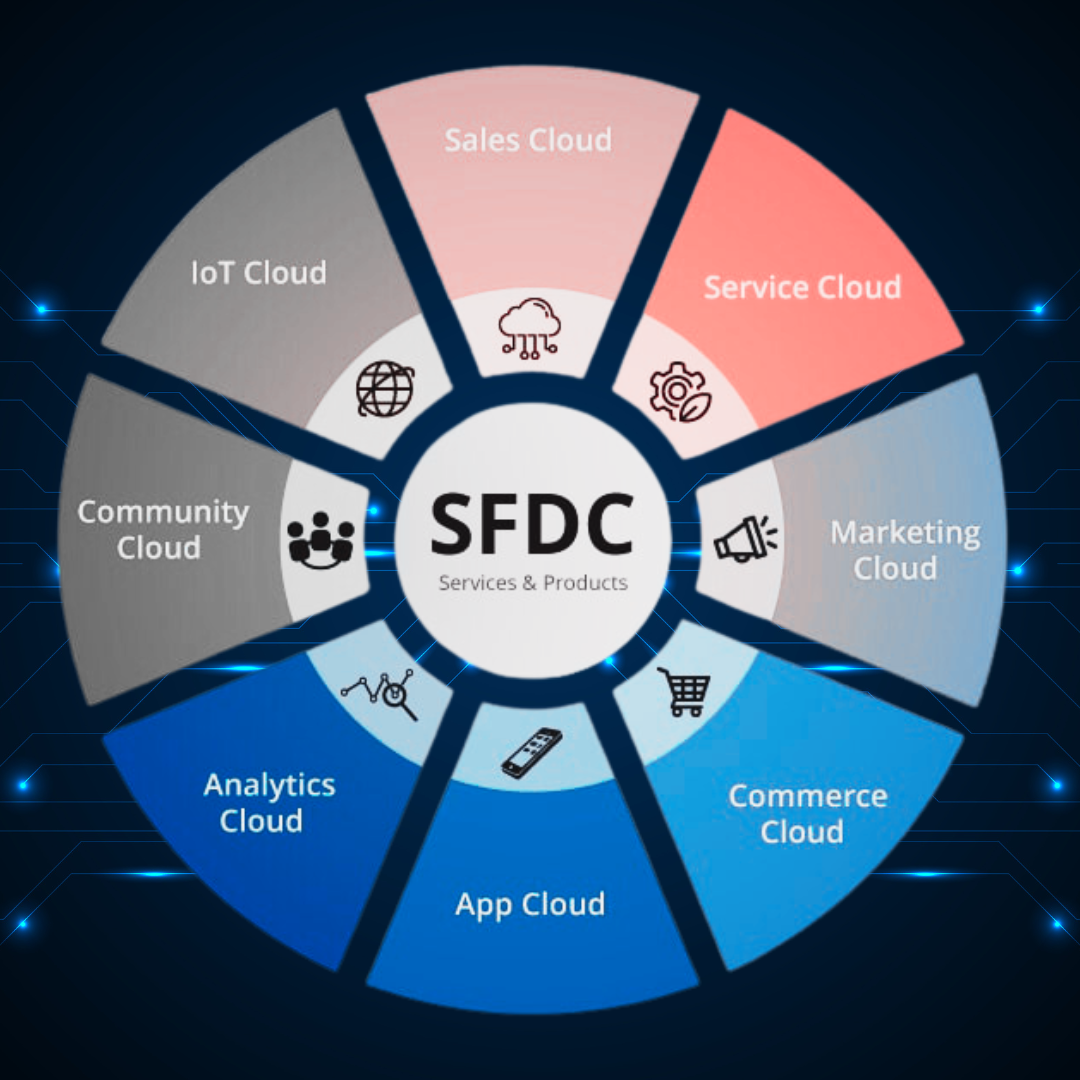 Sales Cloud
Service Cloud
Marketing
Cloud
Commerce
Cloud
App Cloud
Analytics
Cloud
Community
Cloud
IoT Cloud
SFDC
Services & Products